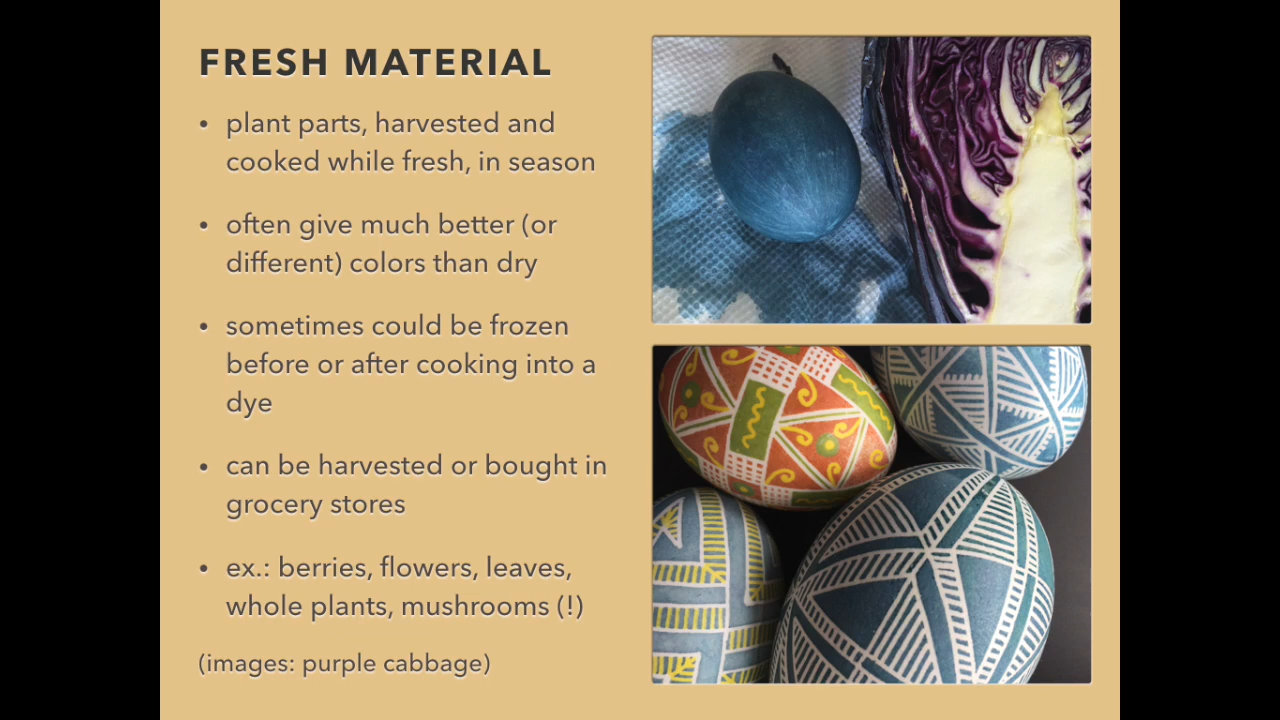 FRESH MATERIAL
• plant parts, harvested and
cooked while fresh, in season
• often give much better (or
different) colors than dry
• sometimes could be frozen
before or after cooking into a
dye
• can be harvested or bought in
grocery stores
• ex.: berries, flowers, leaves,
whole plants, mushrooms (!)
(images: purple cabbage)